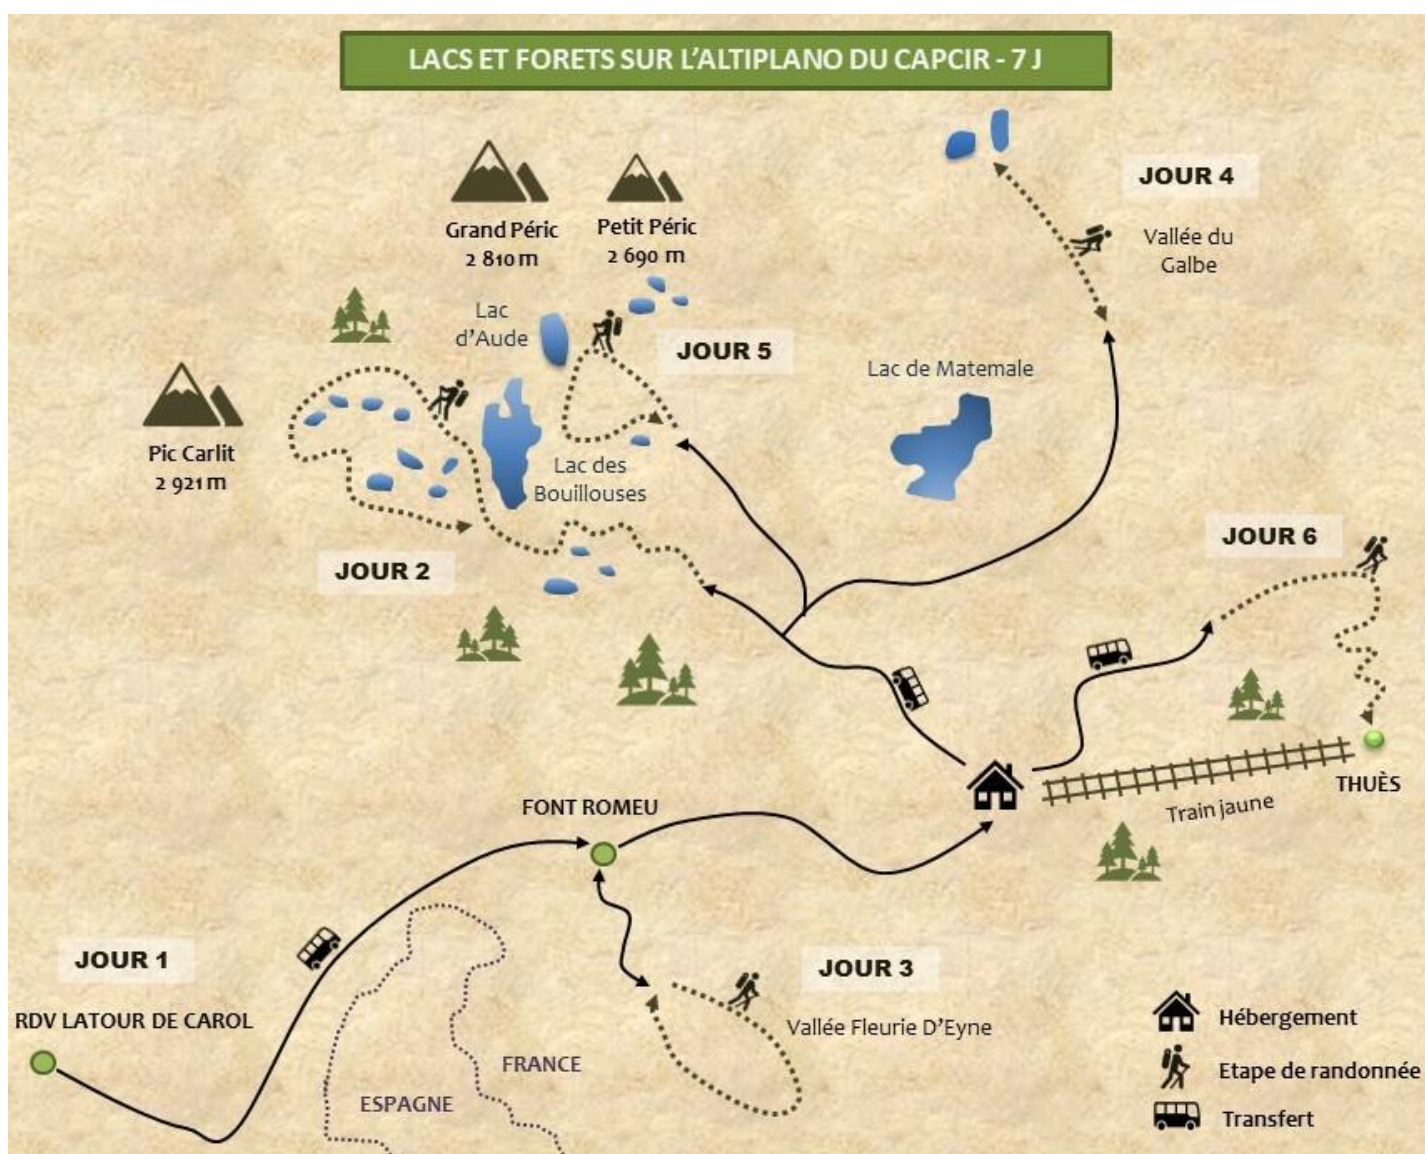 LACS ET FORETS SUR L'ALTIPLANO DU CAPCIR - 7 J
JOUR 4
Vallée du
Galbe
Grand Péric
2 810 m
Petit Péric
2 690 m
Lac
d'Aude
JOUR 5
Lac de Matemale
Pic Carlit
2 921 m
Lac des
Bouillouses
JOUR 2
JOUR 6
THUÈS
Train jaune
FONT ROMEU
JOUR 1
RDV LATOUR DE CAROL
JOUR 3
Vallée Fleurie D'Eyne
FRANCE
ESPAGNE
Hébergement
Etape de randonnée
Transfert